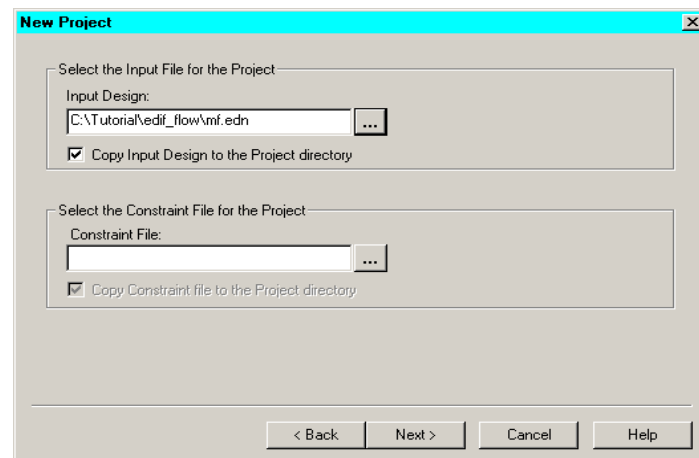 New Project
Select the Input File for the Project
Input Design:
C:\Tutorial\edif_flow\mf.edn
...
Copy Input Design to the Project directory
Select the Constraint File for the Project
Constraint File:
...
Copy Constraint file to the Project directory
< Back Next > Cancel Help